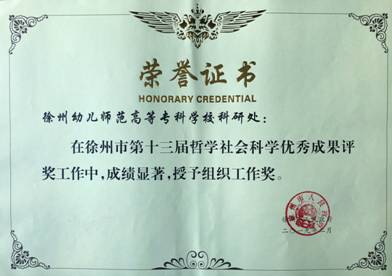 荣誉证书
HONORARY CREDENTIAL
徐州幼儿师范高等专科学校科研处：
在徐州市第十三届哲学社会科学优秀成果评
奖工作中，成绩显著，授予组织工作奖。